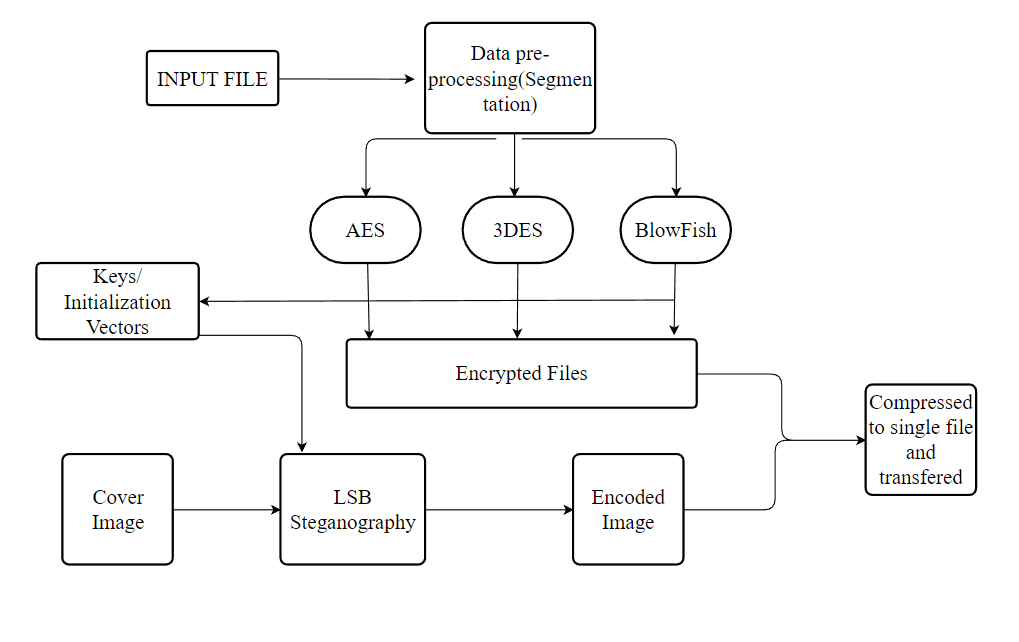 INPUT FILE
Data pre-
processing(Segmen
tation)
AES
3DES
BlowFish
Keys/
Initialization
Vectors
Encrypted Files
Compressed
to single file
and
transfered
Cover
Image
LSB
Steganography
Encoded
Image